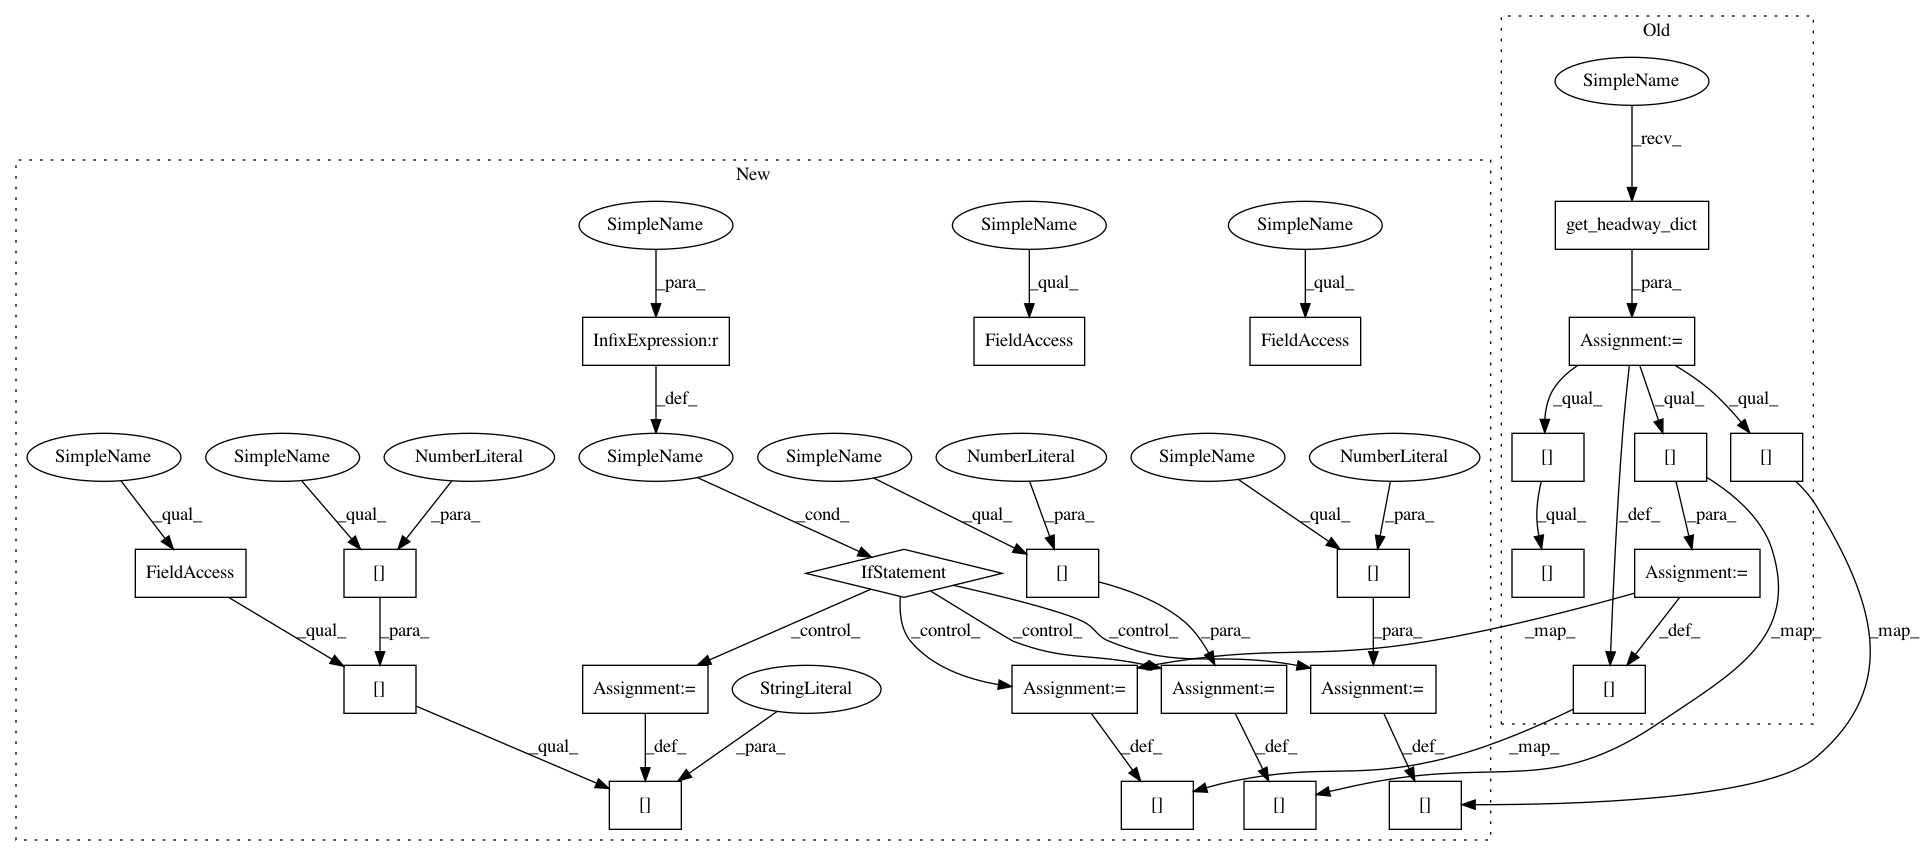 Old
SimpleName
_recv_
New
SimpleName
SimpleName
SimpleName
get_headway_dict
_para_
_qual_
_qual_
_para_
InfixExpression:r
FieldAccess
FieldAccess
Assignment:=
_def_
_qual_
_qual_
_qual_
SimpleName
SimpleName
NumberLiteral
SimpleName
SimpleName
NumberLiteral
SimpleName
NumberLiteral
[]
[]
[]
_qual_
_qual_
_para_
_cond_
_qual_
_para_
_qual_
_para_
_qual_
_def_
_para_
FieldAccess
[]
IfStatement
[]
[]
[]
Assignment:=
_qual_
_para_
_control_
_control_
_control_
_control_
_para_
_para_
_map_
_def_
_map_
_map_
[]
Assignment:=
StringLiteral
Assignment:=
Assignment:=
Assignment:=
[]
_qual_
_def_
_para_
_def_
_def_
_def_
_map_
[]
[]
[]
[]